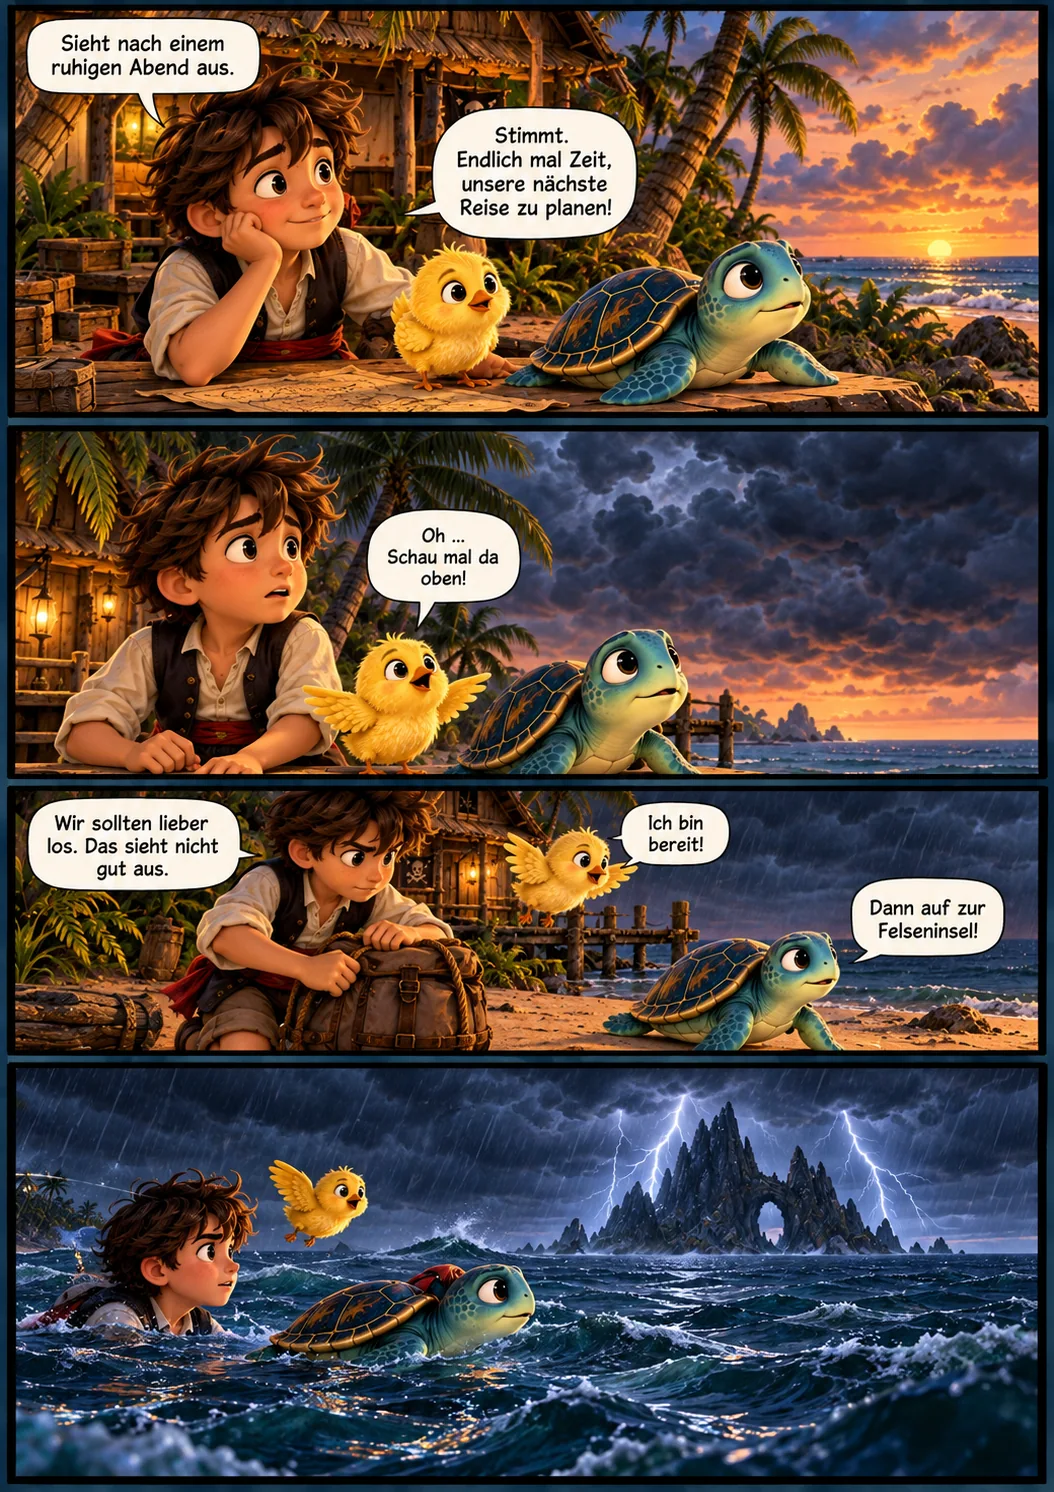 Sieht nach einem
ruhigen Abend aus.
Stimmt.
Endlich mal Zeit,
unsere nächste
Reise zu planen!
Oh ...
Schau mal da
oben!
Wir sollten lieber
los. Das sieht nicht
gut aus.
Ich bin
bereit!
Dann auf zur
Felseninsel!